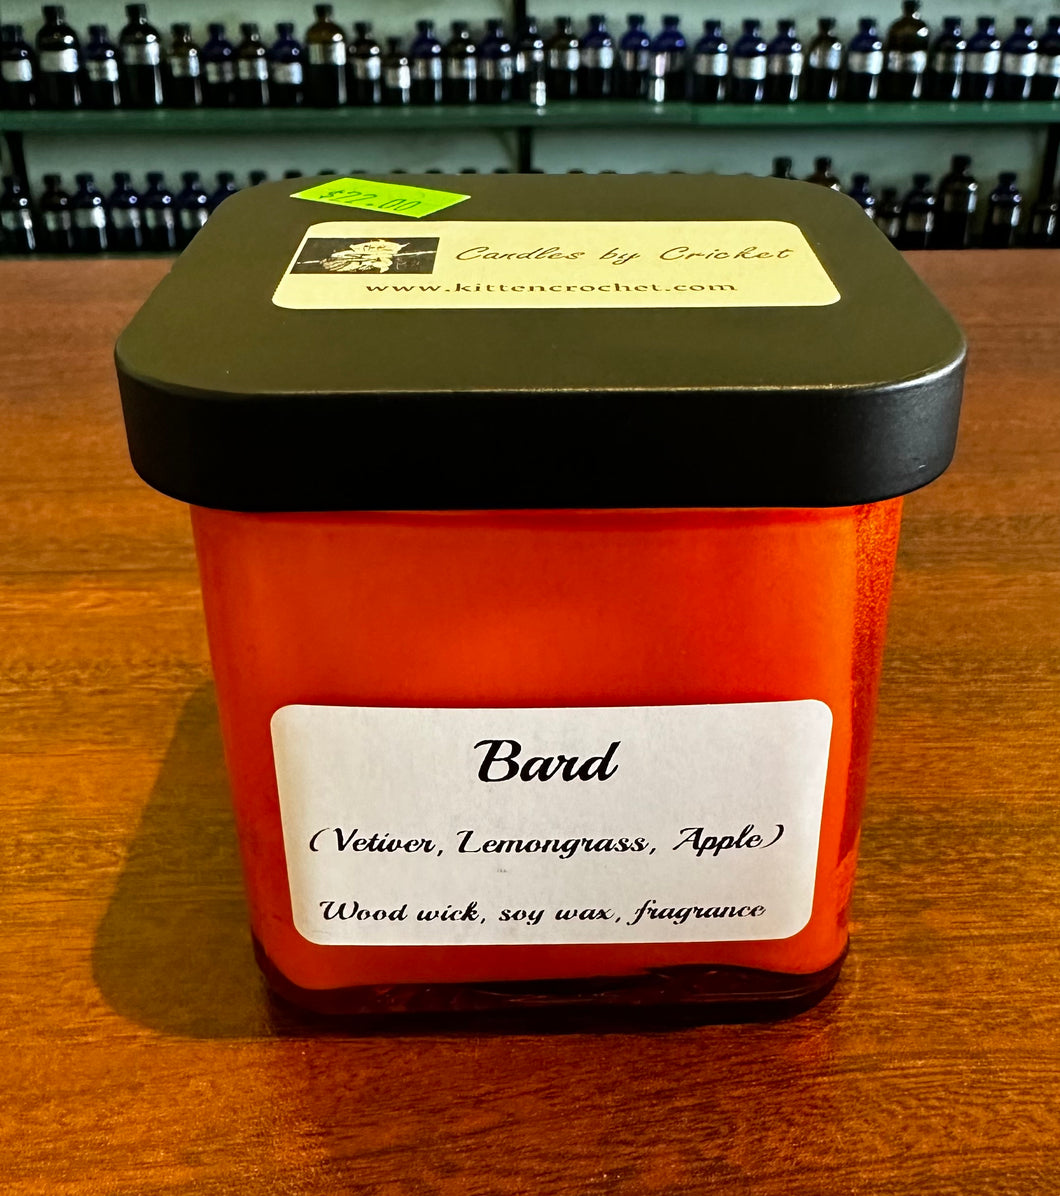 $22.00
Candles by Cricket
www.kittencrochet.com
Bard
(Vetiver, Lemongrass, Apple)
Wood wick, soy wax, fragrance